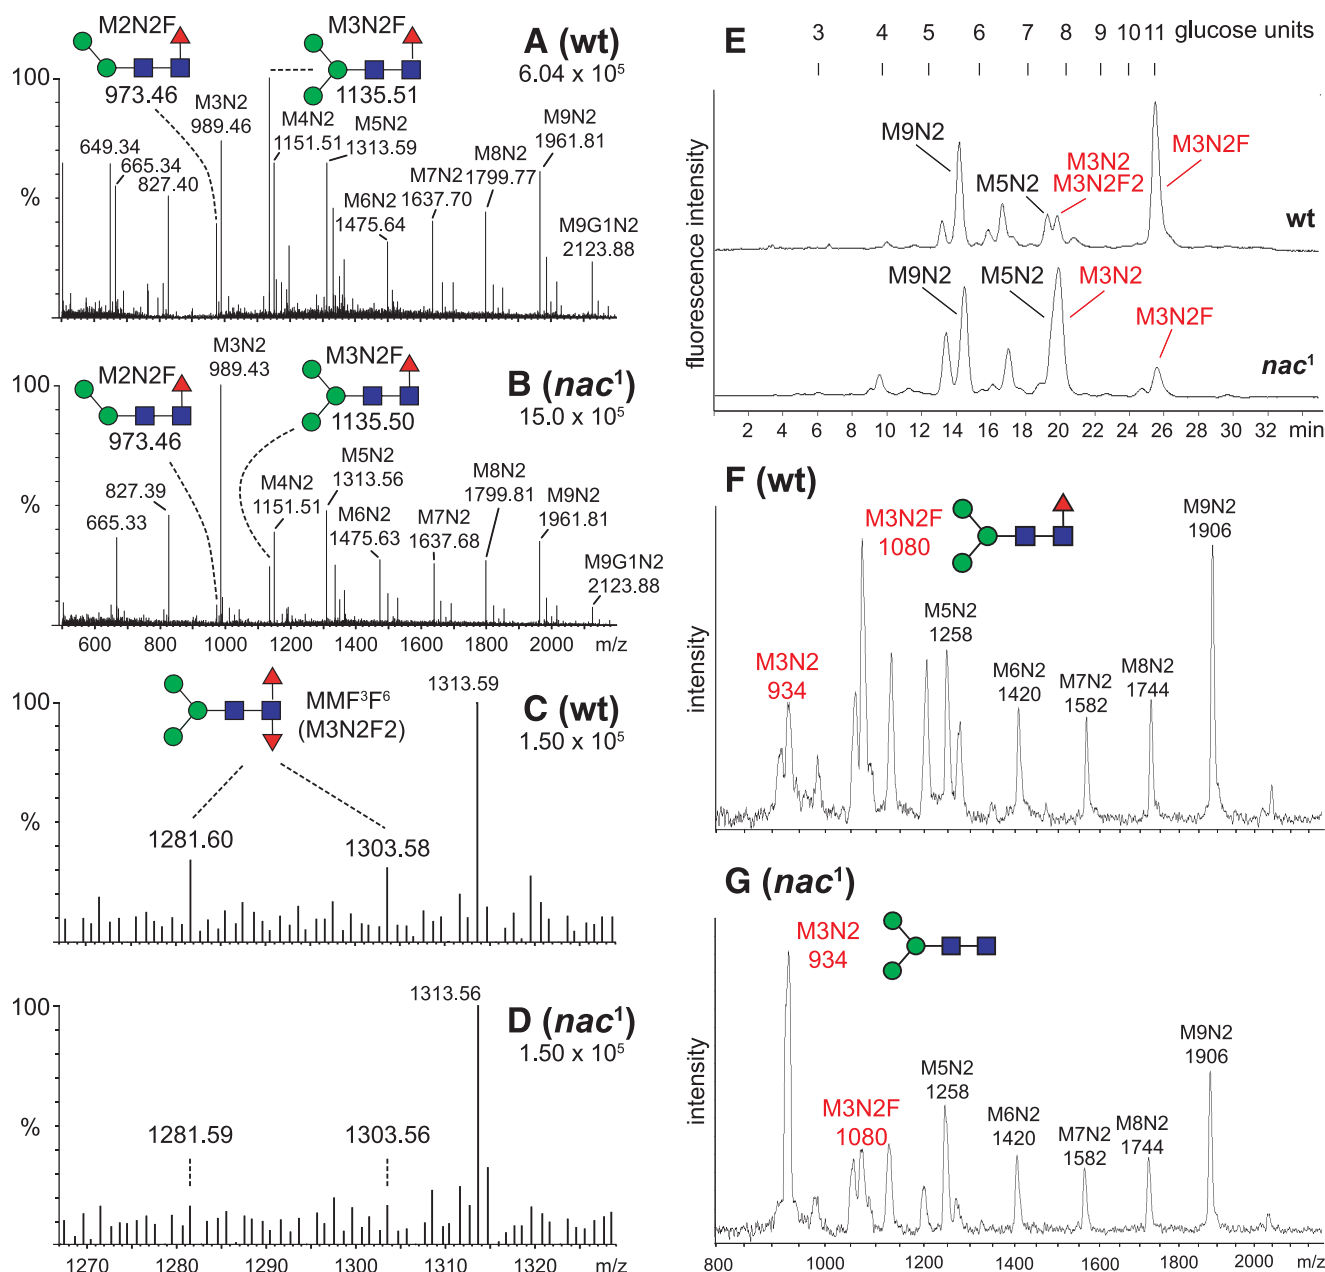 A (wt)
6.04 x 10⁵
M2N2F
973.46
M3N2F
1135.51
100
%
649.34
665.34
827.40
M3N2
989.46
M4N2
1151.51
M5N2
1313.59
M6N2
1475.64
M7N2
1637.70
M8N2
1799.77
M9N2
1961.81
M9G1N2
2123.88
B (nac¹)
15.0 x 10⁵
M2N2F
973.46
M3N2
989.43
M3N2F
1135.50
100
%
665.33
827.39
M4N2
1151.51
M5N2
1313.56
M6N2
1475.63
M7N2
1637.68
M8N2
1799.81
M9N2
1961.81
M9G1N2
2123.88
600 800 1000 1200 1400 1600 1800 2000 m/z
C (wt)
1.50 x 10⁵
MMF³F⁶
(M3N2F2)
100
%
1281.60
1303.58
1313.59
D (nac¹)
1.50 x 10⁵
100
%
1281.59
1303.56
1313.56
1270 1280 1290 1300 1310 1320 m/z
E
3 4 5 6 7 8 9 10 11 glucose units
fluorescence intensity
M9N2
M5N2
M3N2
M3N2F2
M3N2F
wt
M9N2
M5N2
M3N2
M3N2F
nac¹
2 4 6 8 10 12 14 16 18 20 22 24 26 28 30 32 min
F (wt)
intensity
M3N2
934
M3N2F
1080
M5N2
1258
M6N2
1420
M7N2
1582
M8N2
1744
M9N2
1906
G (nac¹)
intensity
M3N2
934
M3N2F
1080
M5N2
1258
M6N2
1420
M7N2
1582
M8N2
1744
M9N2
1906
800 1000 1200 1400 1600 1800 2000 m/z